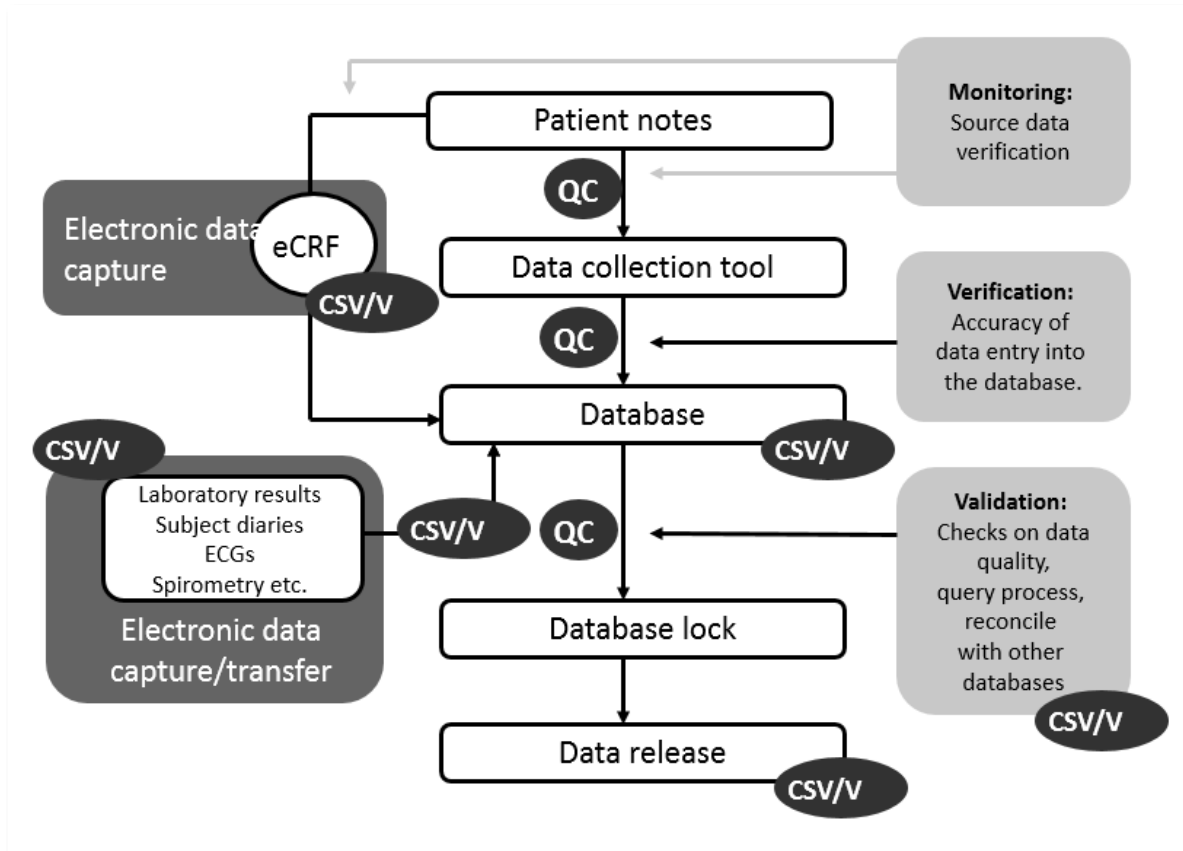 Monitoring:
Source data
verification
Patient notes
QC
Electronic data
capture
eCRF
CSV/V
Data collection tool
QC
Verification:
Accuracy of
data entry into
the database.
Database
CSV/V
CSV/V
Laboratory results
Subject diaries
ECGs
Spirometry etc.
Electronic data
capture/transfer
CSV/V
QC
Validation:
Checks on data
quality,
query process,
reconcile
with other
databases
CSV/V
Database lock
Data release
CSV/V